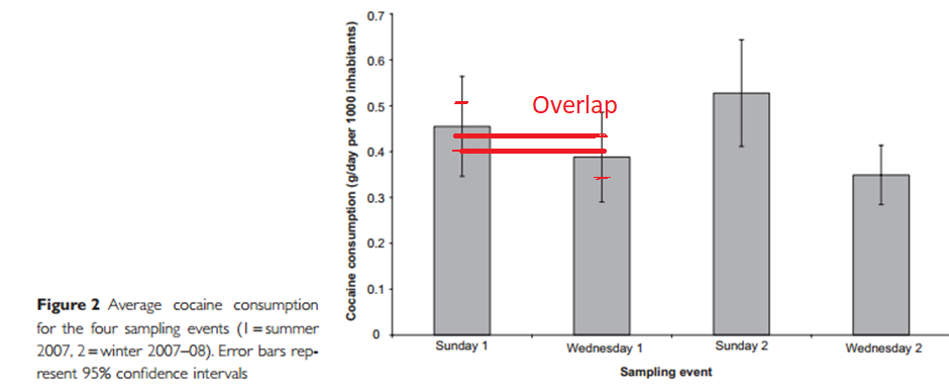 0.7
0.6
0.5
0.4
0.3
0.2
0.1
0
Cocaine consumption (g/day per 1000 inhabitants)
Overlap
Sunday 1
Wednesday 1
Sunday 2
Wednesday 2
Sampling event
Figure 2 Average cocaine consumption
for the four sampling events (1 = summer
2007, 2 = winter 2007–08). Error bars rep-
resent 95% confidence intervals